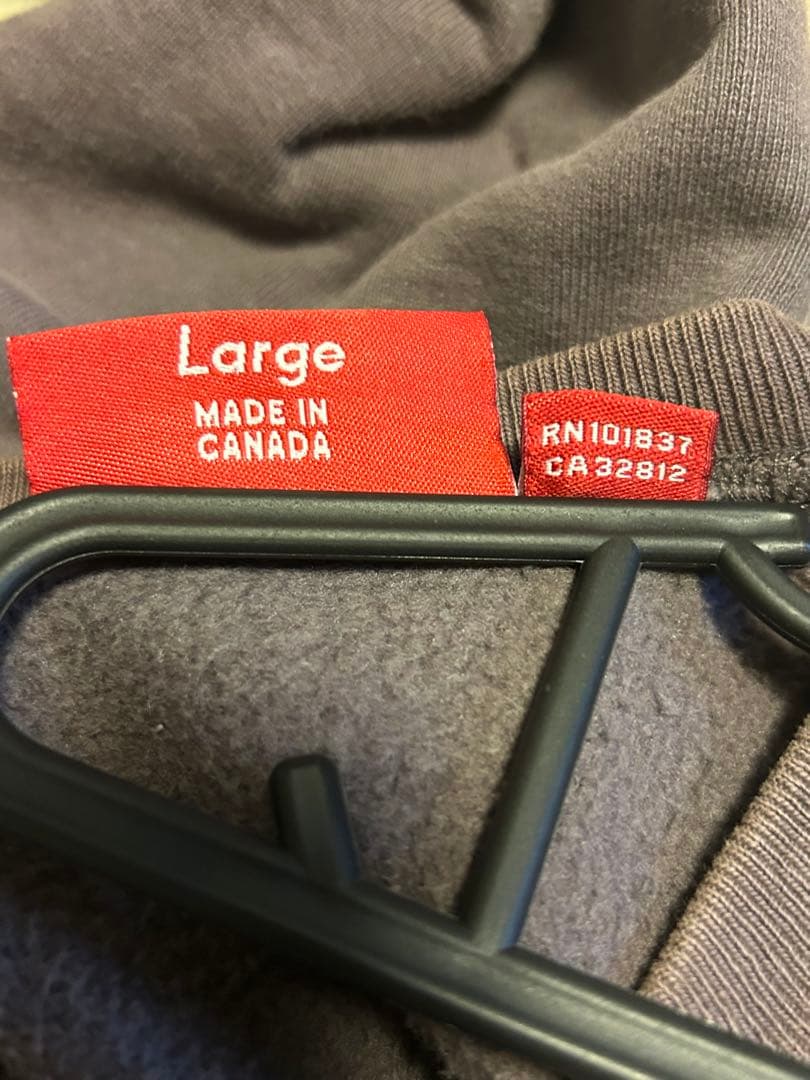 Large
MADE IN
CANADA
RN101837
CA32812